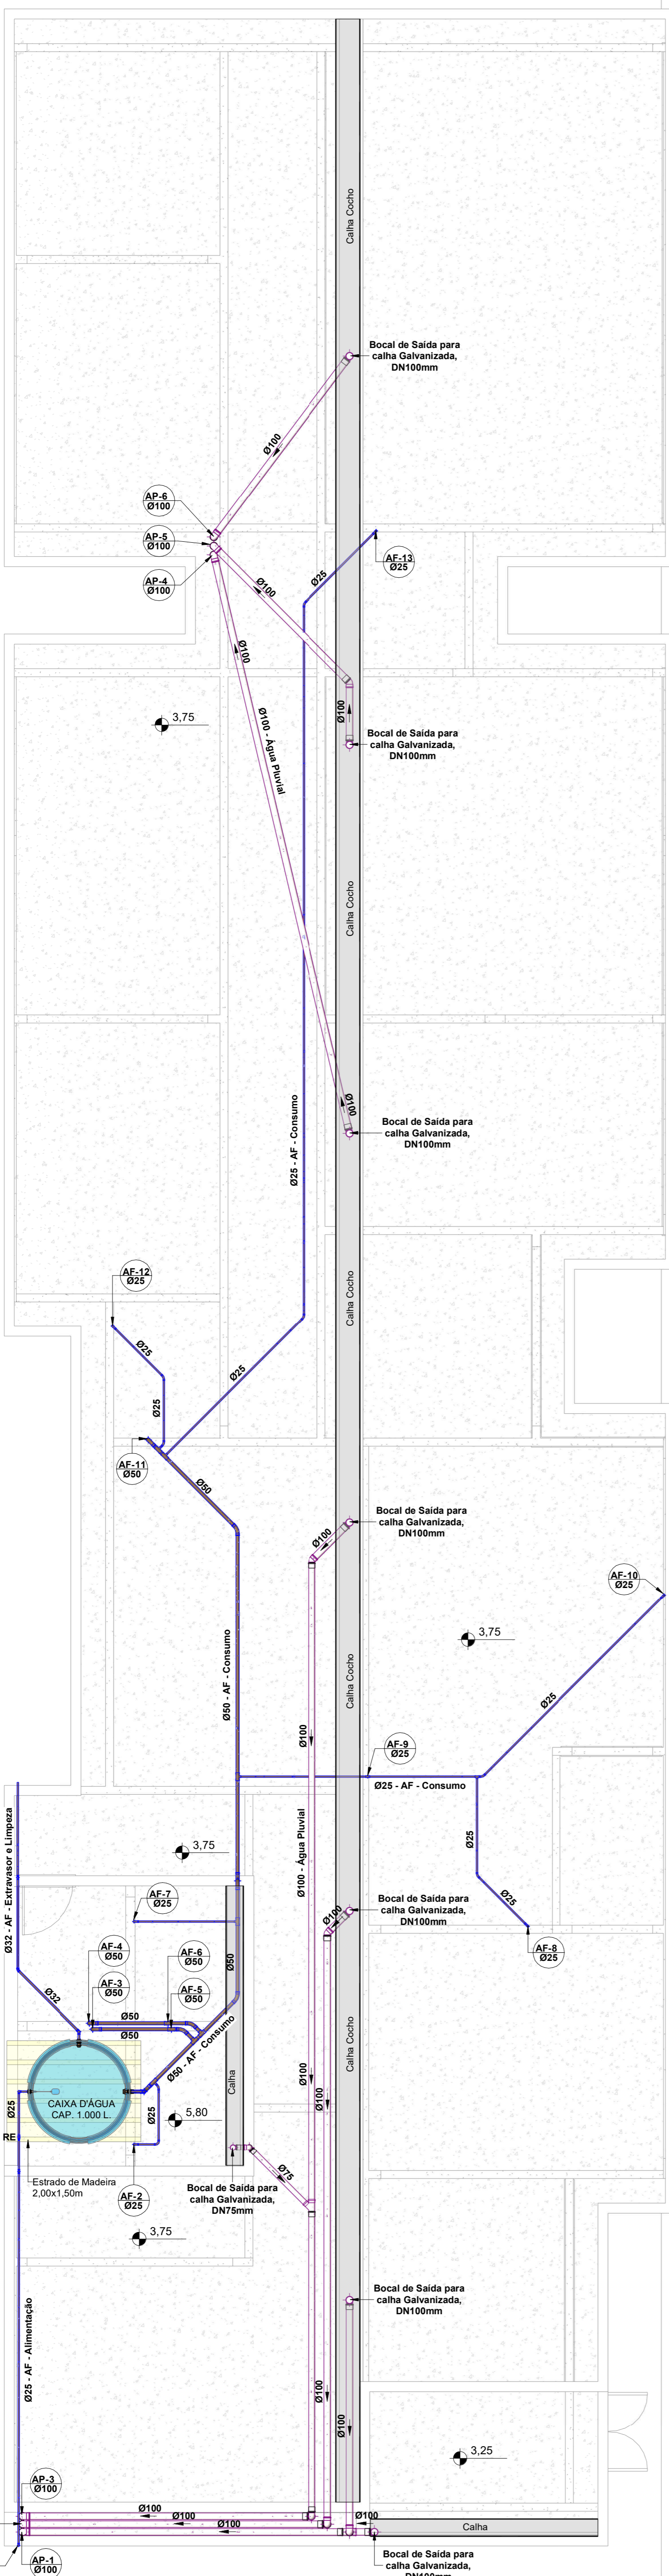 Calha Cocho
Bocal de Saída para
calha Galvanizada,
DN100mm
Ø100
AP-6
Ø100
AP-5
Ø100
AP-4
Ø100
AF-13
Ø25
Ø25
Ø100
Ø100
3,75
Ø100 - Água Pluvial
Ø100
Bocal de Saída para
calha Galvanizada,
DN100mm
Calha Cocho
Ø100
Bocal de Saída para
calha Galvanizada,
DN100mm
Ø25 - AF - Consumo
AF-12
Ø25
Calha Cocho
Ø25
Ø25
Ø25
AF-11
Ø50
Ø50
Bocal de Saída para
calha Galvanizada,
DN100mm
Ø100
AF-10
Ø25
3,75
Ø50 - AF - Consumo
Calha Cocho
Ø25
Ø100
AF-9
Ø25
Ø25 - AF - Consumo
Ø32 - AF - Extravasor e Limpeza
Ø100 - Água Pluvial
Ø25
3,75
AF-7
Ø25
Bocal de Saída para
calha Galvanizada,
DN100mm
Ø100
Ø25
AF-8
Ø25
AF-4
Ø50
AF-6
Ø50
Ø50
AF-3
Ø50
AF-5
Ø50
Ø32
Ø50
Ø50
Ø50 - AF - Consumo
Calha Cocho
Calha
Ø100
Ø100
CAIXA D'ÁGUA
CAP. 1.000 L.
Ø25
Ø25
5,80
RE
Estrado de Madeira
2,00x1,50m
AF-2
Ø25
Ø75
Bocal de Saída para
calha Galvanizada,
DN75mm
3,75
Bocal de Saída para
calha Galvanizada,
DN100mm
Ø25 - AF - Alimentação
Ø100
Ø100
3,25
AP-3
Ø100
Ø100
Ø100
Ø100
Ø100
Calha
AP-1
Ø100
Bocal de Saída para
calha Galvanizada,
DN100mm